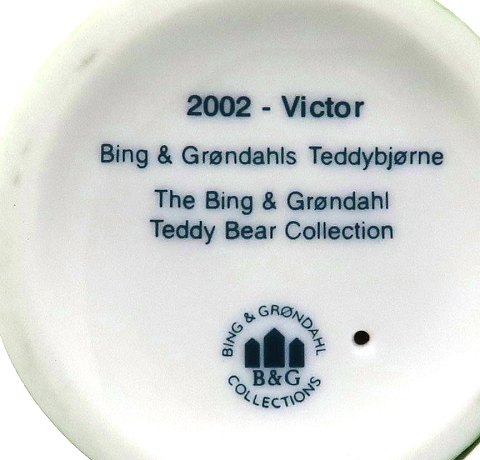 2002 - Victor
Bing & Grøndahls Teddybjørne
The Bing & Grøndahl
Teddy Bear Collection
BING & GRØNDAHL
B&G
COLLECTIONS